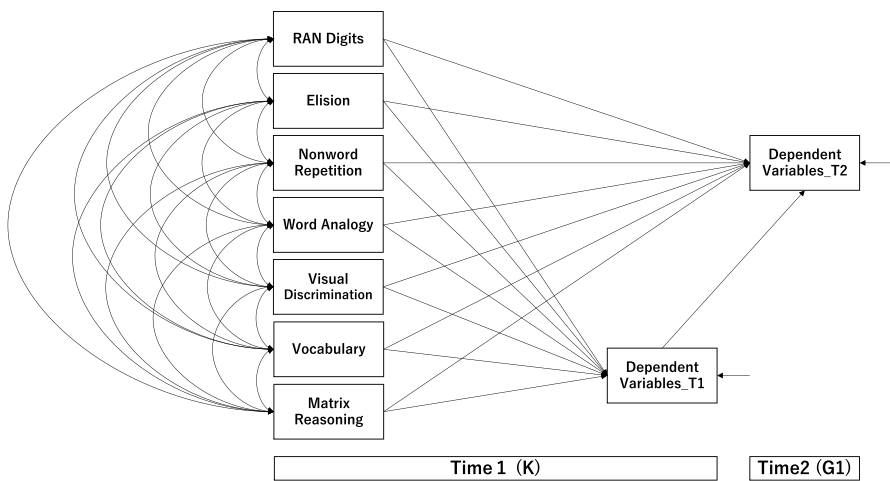 RAN Digits
Elision
Nonword
Repetition
Word Analogy
Visual
Discrimination
Vocabulary
Matrix
Reasoning
Dependent
Variables_T2
Dependent
Variables_T1
Time 1 (K)
Time2 (G1)